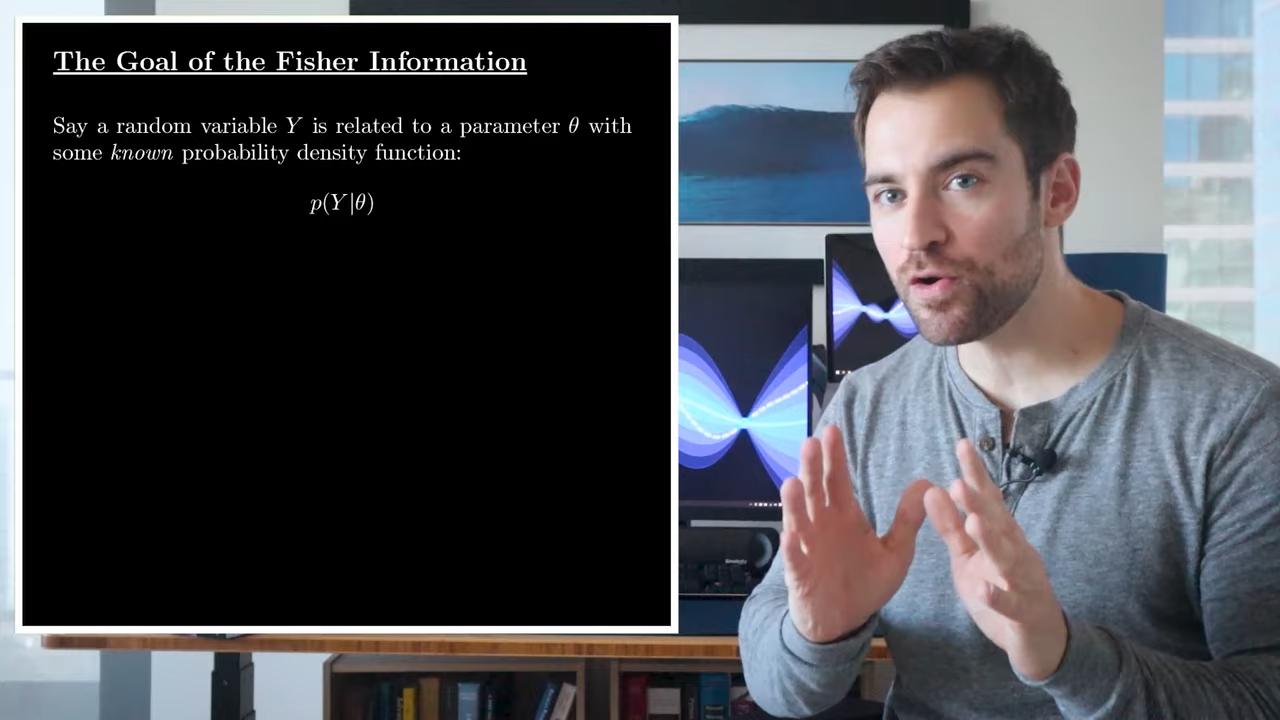 The Goal of the Fisher Information
Say a random variable Y is related to a parameter θ with
some known probability density function:
p(Y|θ)